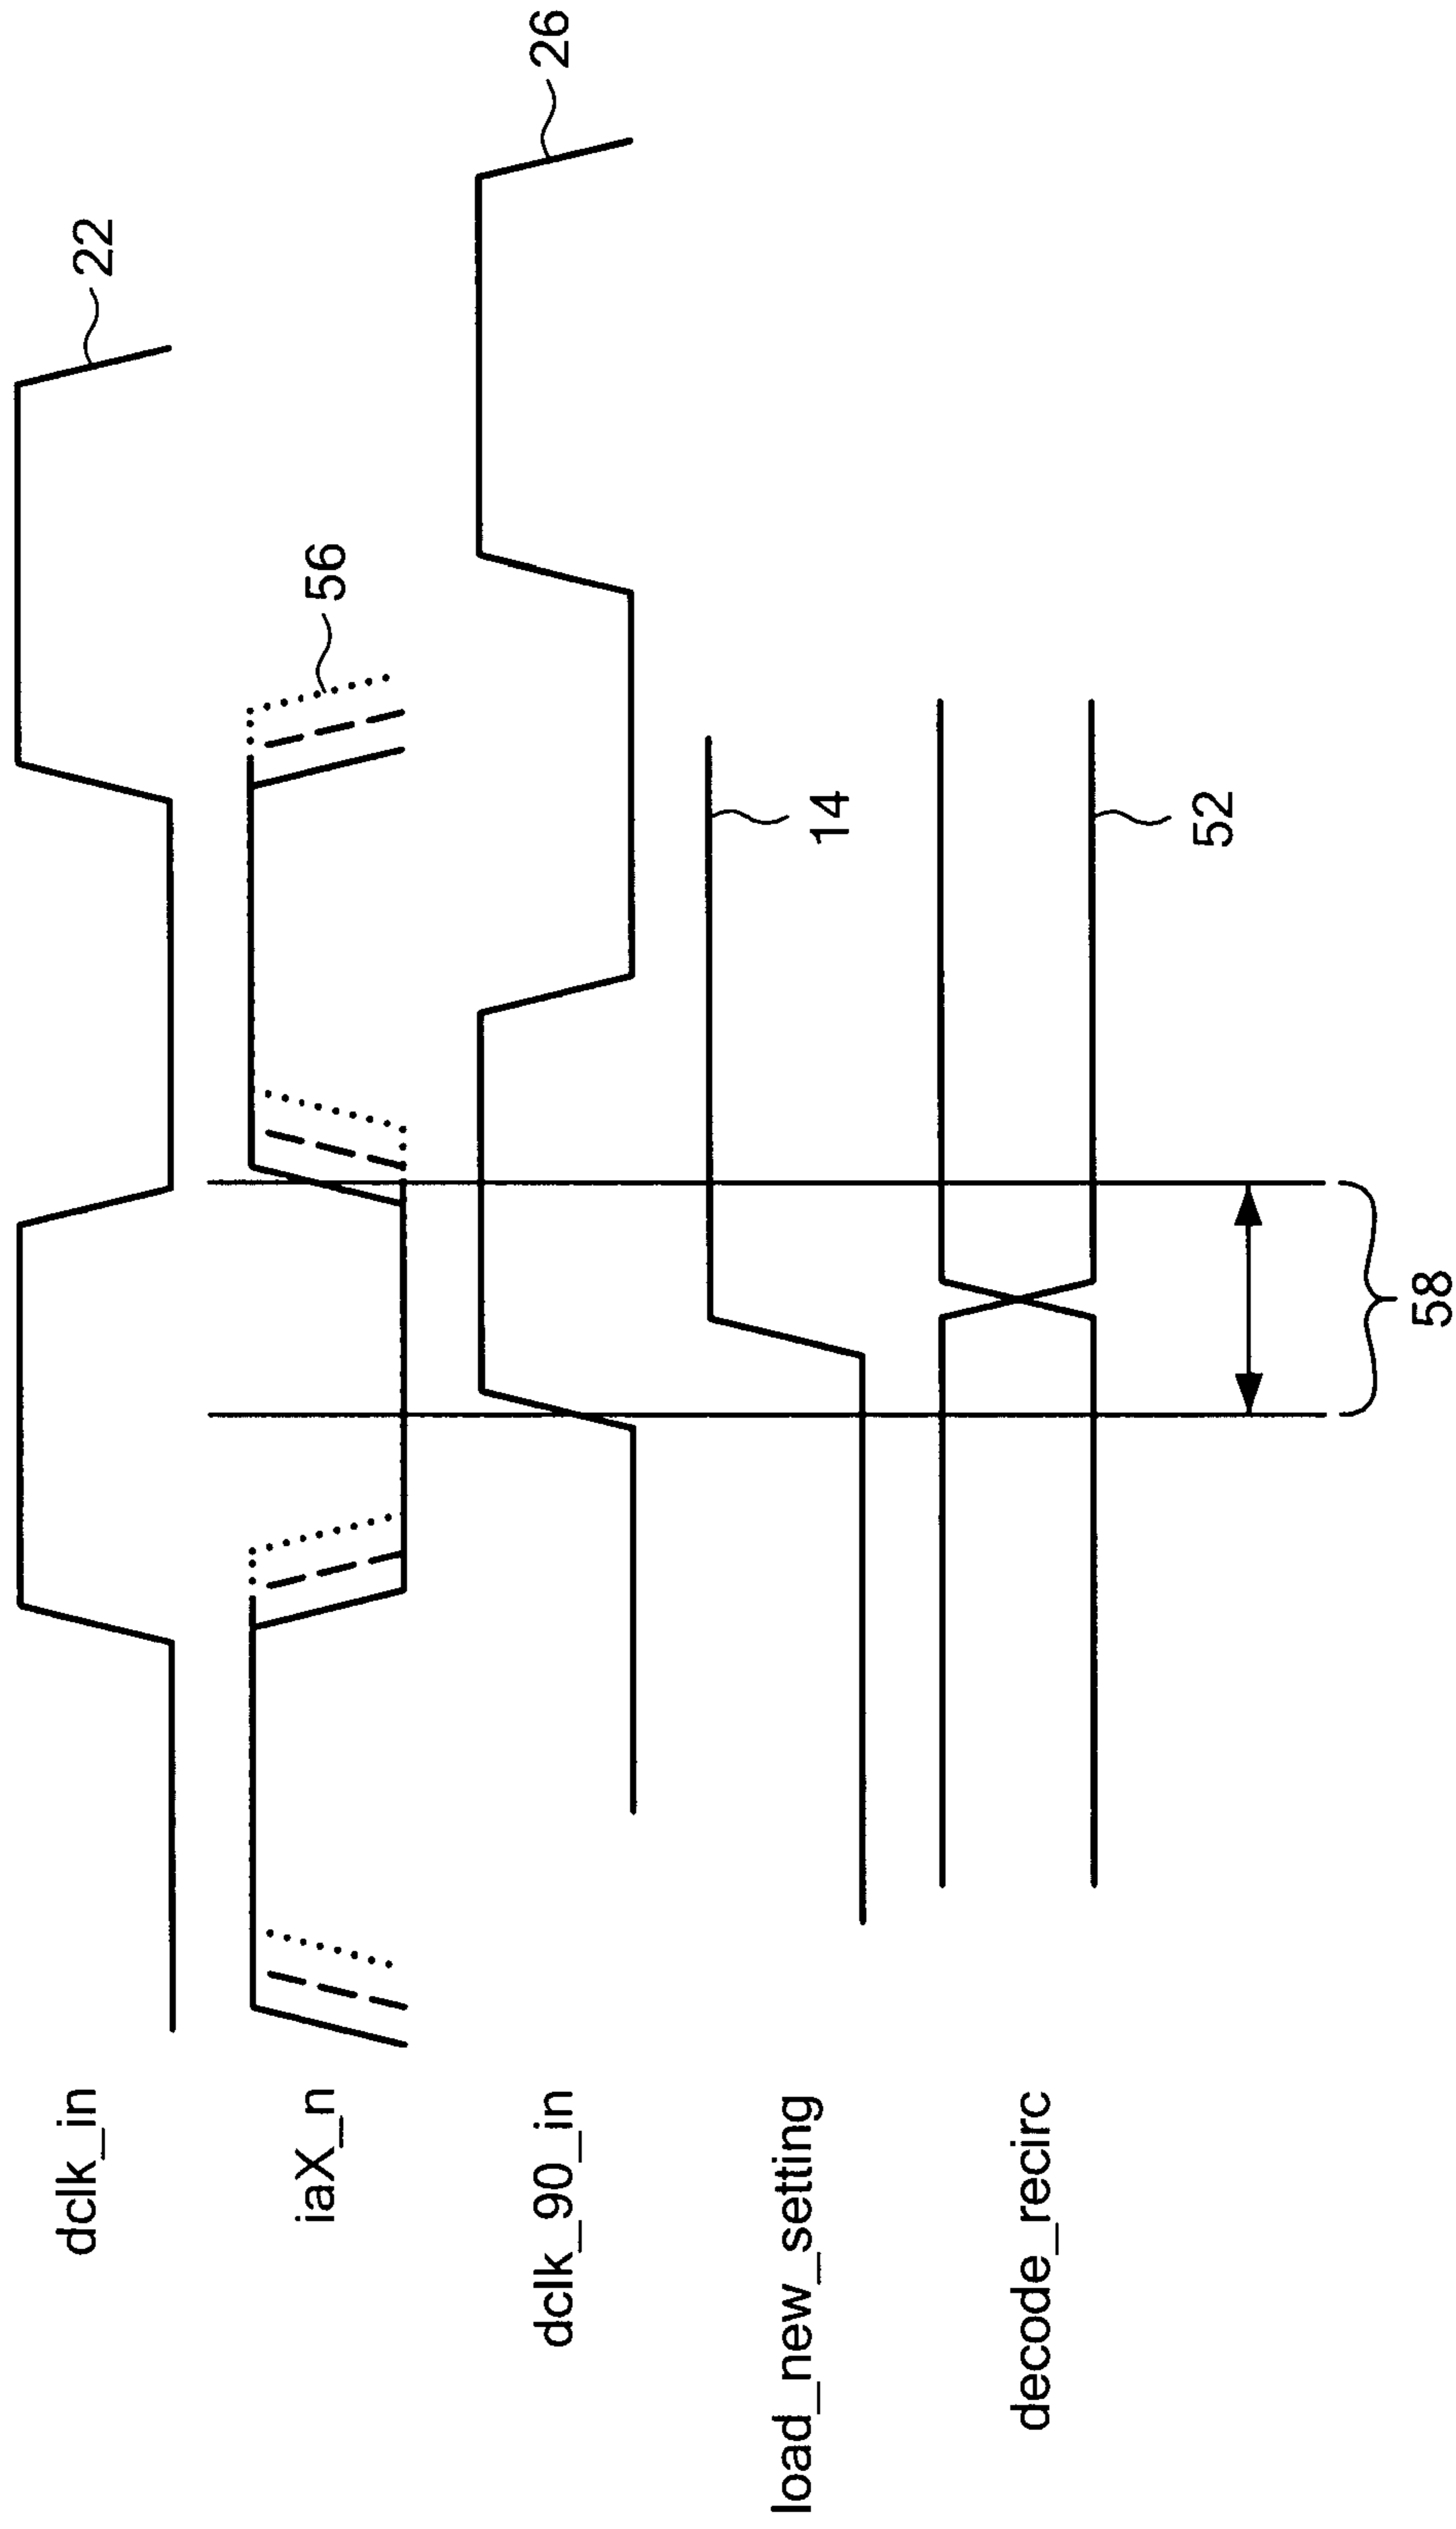 dclk_in
22
iaX_n
56
dclk_90_in
26
load_new_setting
14
decode_recirc
52
58